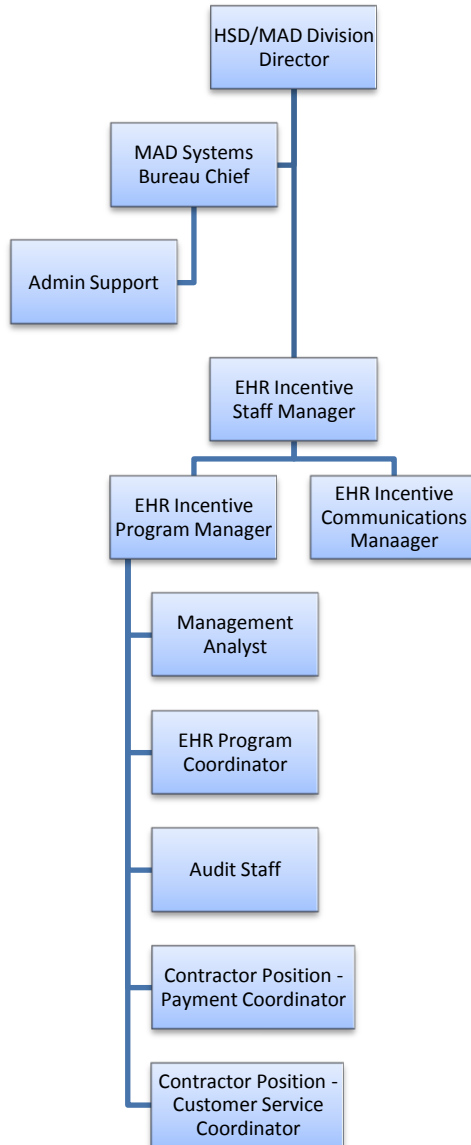 HSD/MAD Division
Director
MAD Systems
Bureau Chief
Admin Support
EHR Incentive
Staff Manager
EHR Incentive
Program Manager
EHR Incentive
Communications
Manaager
Management
Analyst
EHR Program
Coordinator
Audit Staff
Contractor Position -
Payment Coordinator
Contractor Position -
Customer Service
Coordinator